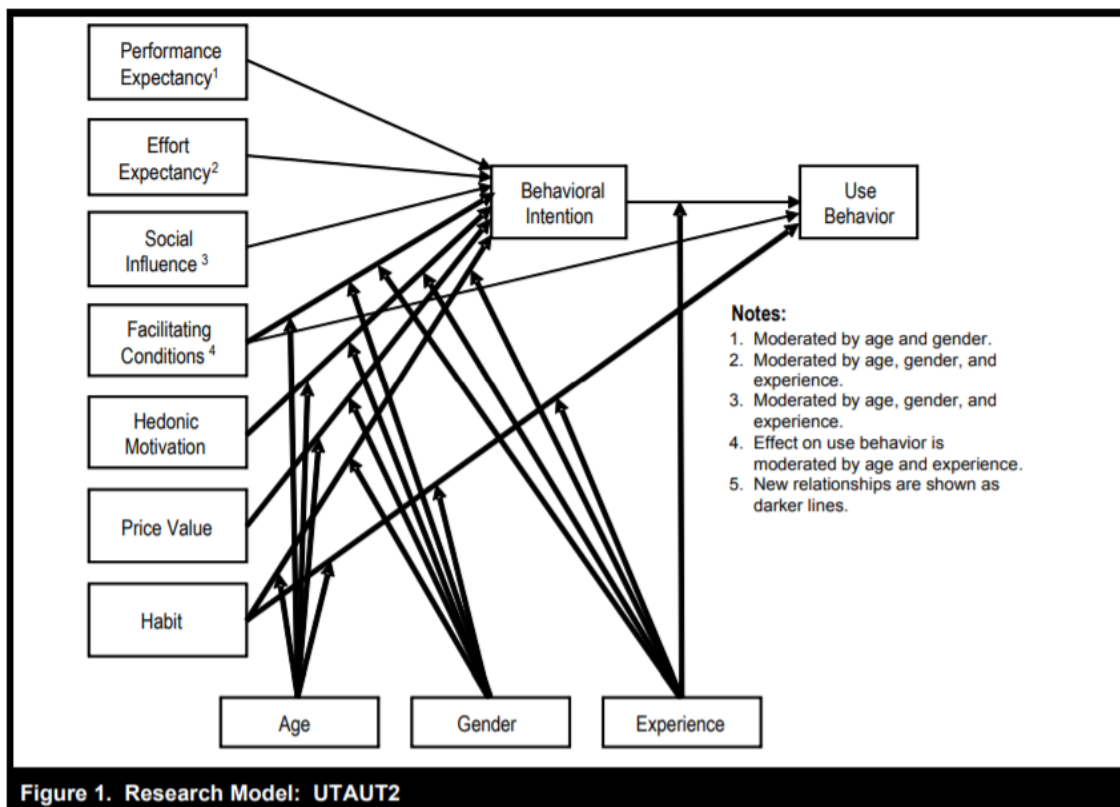 Performance
Expectancy1
Effort
Expectancy2
Social
Influence 3
Facilitating
Conditions 4
Hedonic
Motivation
Price Value
Habit
Behavioral
Intention
Use
Behavior
Notes:
1. Moderated by age and gender.
2. Moderated by age, gender, and
experience.
3. Moderated by age, gender, and
experience.
4. Effect on use behavior is
moderated by age and experience.
5. New relationships are shown as
darker lines.
Age
Gender
Experience
Figure 1. Research Model: UTAUT2